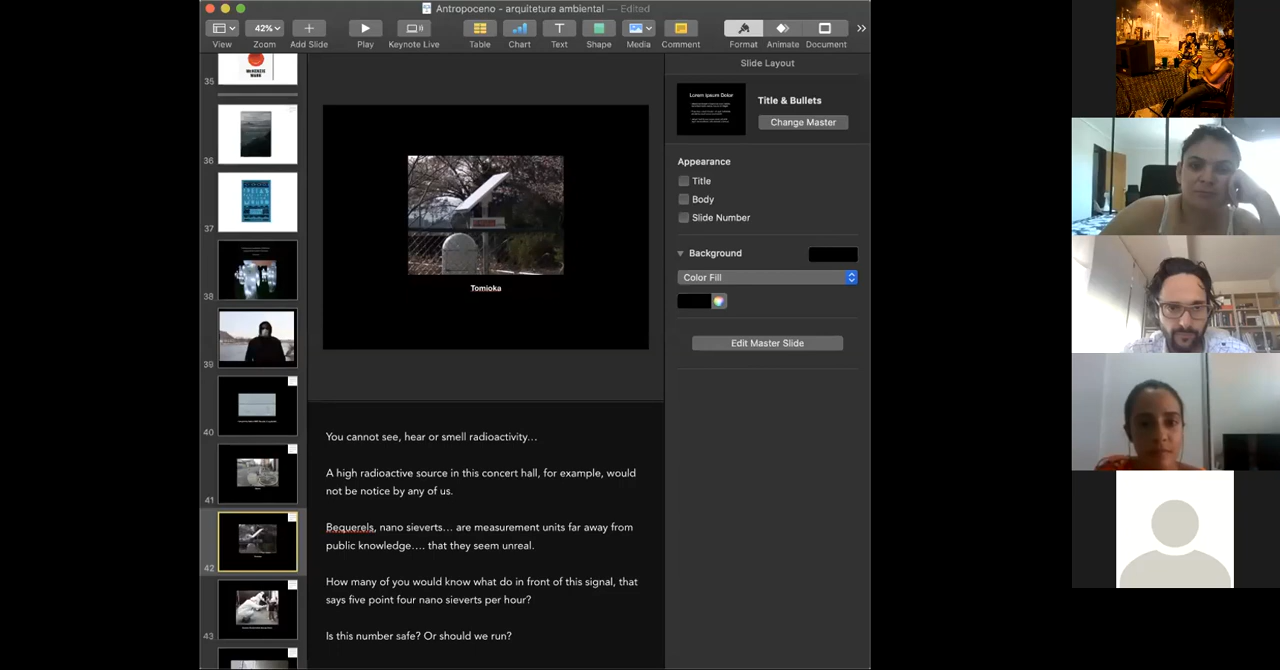 Antropoceno - arquitetura ambiental — Edited
42%
View
Zoom
Add Slide
Play
Keynote Live
Table
Chart
Text
Shape
Media
Comment
Format
Animate
Document
35
McKENZIE
WARK
36
37
38
39
40
41
42
43
Tomioka
You cannot see, hear or smell radioactivity…
A high radioactive source in this concert hall, for example, would
not be notice by any of us.
Bequerels, nano sieverts… are measurement units far away from
public knowledge…. that they seem unreal.
How many of you would know what do in front of this signal, that
says five point four nano sieverts per hour?
Is this number safe? Or should we run?
Slide Layout
Lorem Ipsum Dolor
Title & Bullets
Change Master
Appearance
Title
Body
Slide Number
Background
Color Fill
Edit Master Slide